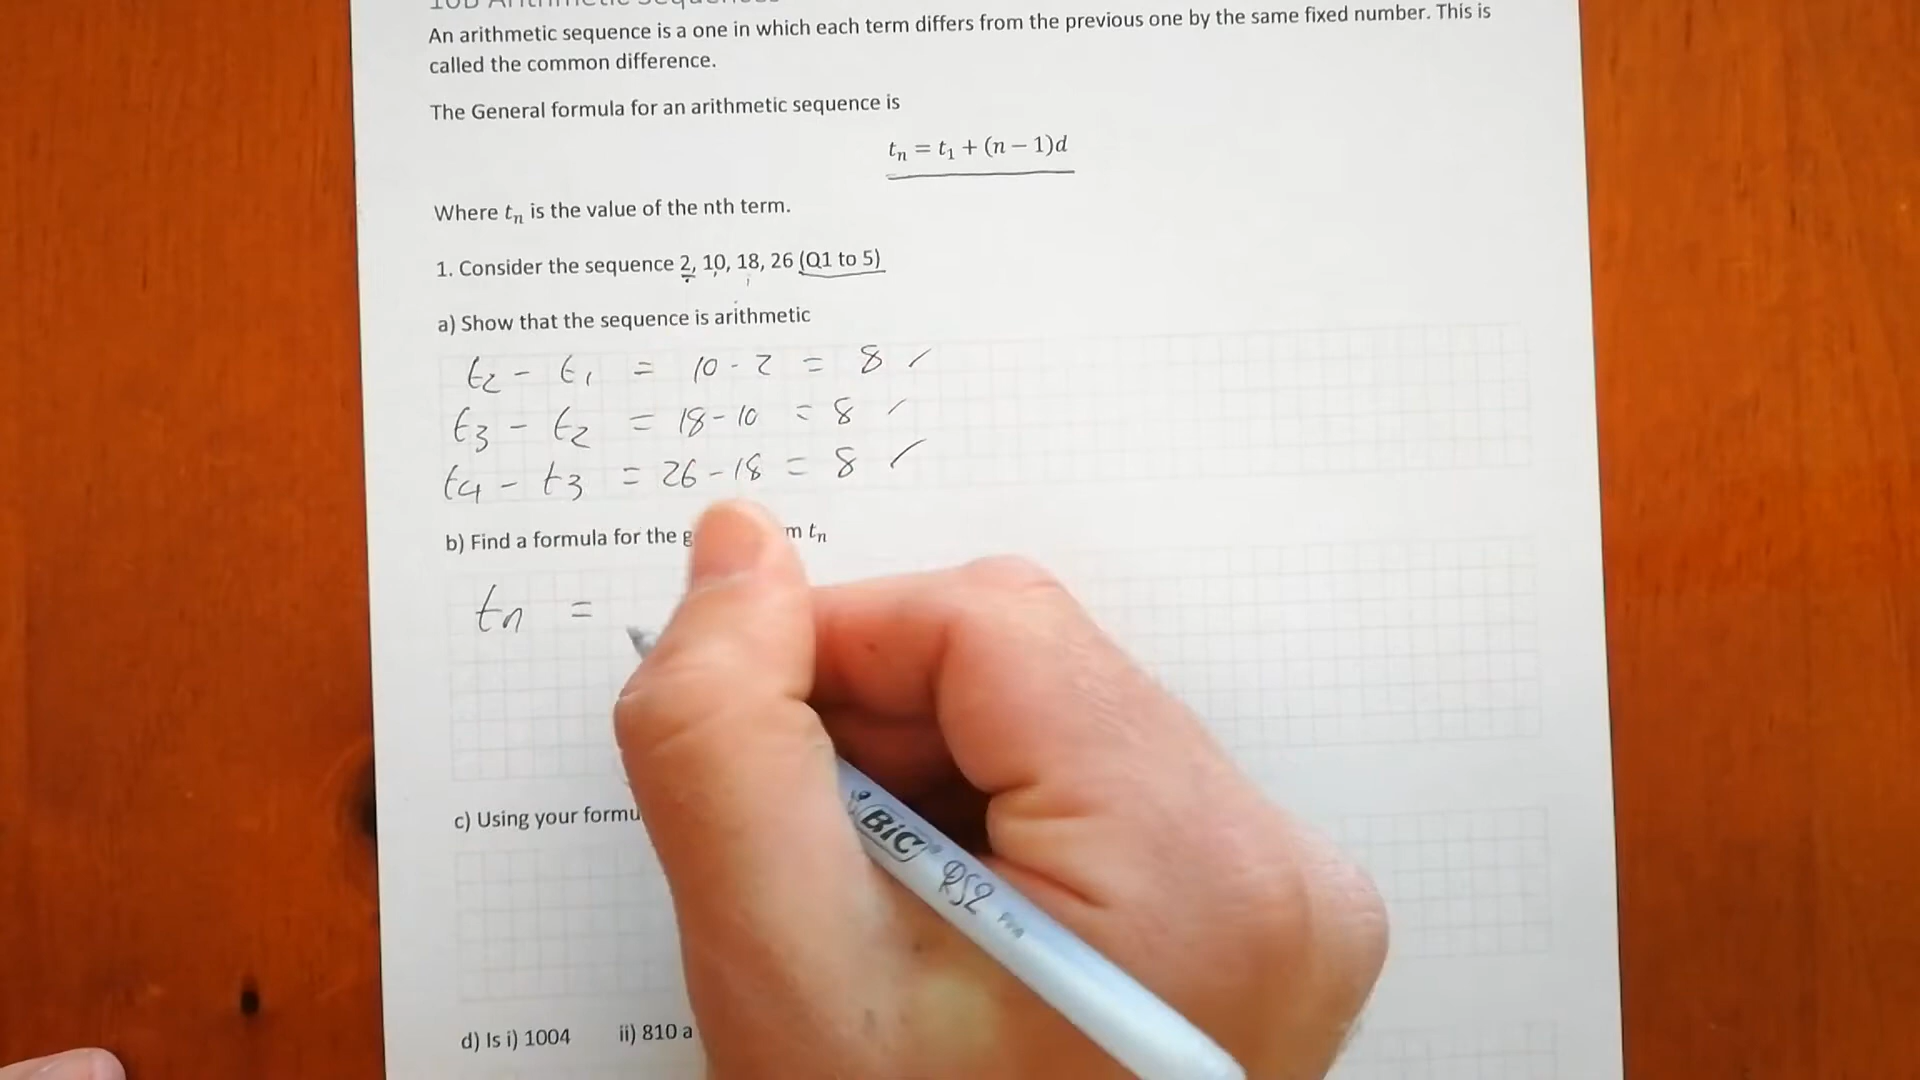 10B Arithmetic Sequences
An arithmetic sequence is a one in which each term differs from the previous one by the same fixed number. This is
called the common difference.
The General formula for an arithmetic sequence is
tₙ = t₁ + (n − 1)d
Where tₙ is the value of the nth term.
1. Consider the sequence 2, 10, 18, 26 (Q1 to 5)
a) Show that the sequence is arithmetic
t₂ - t₁ = 10 - 2 = 8 ✓
t₃ - t₂ = 18 - 10 = 8 ✓
t₄ - t₃ = 26 - 18 = 8 ✓
b) Find a formula for the g m tₙ
tₙ =
c) Using your formu
d) Is i) 1004 ii) 810 a
BiC RS2 Fine